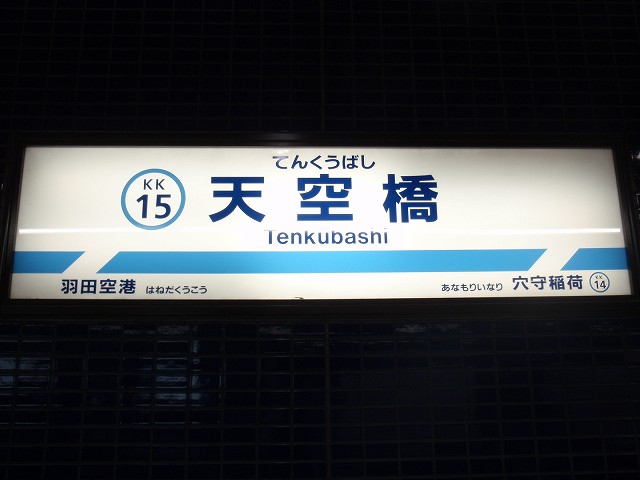 てんくうばし
KK
15
天空橋
Tenkubashi
羽田空港 はねだくうこう
あなもりいなり 穴守稲荷
KK
14